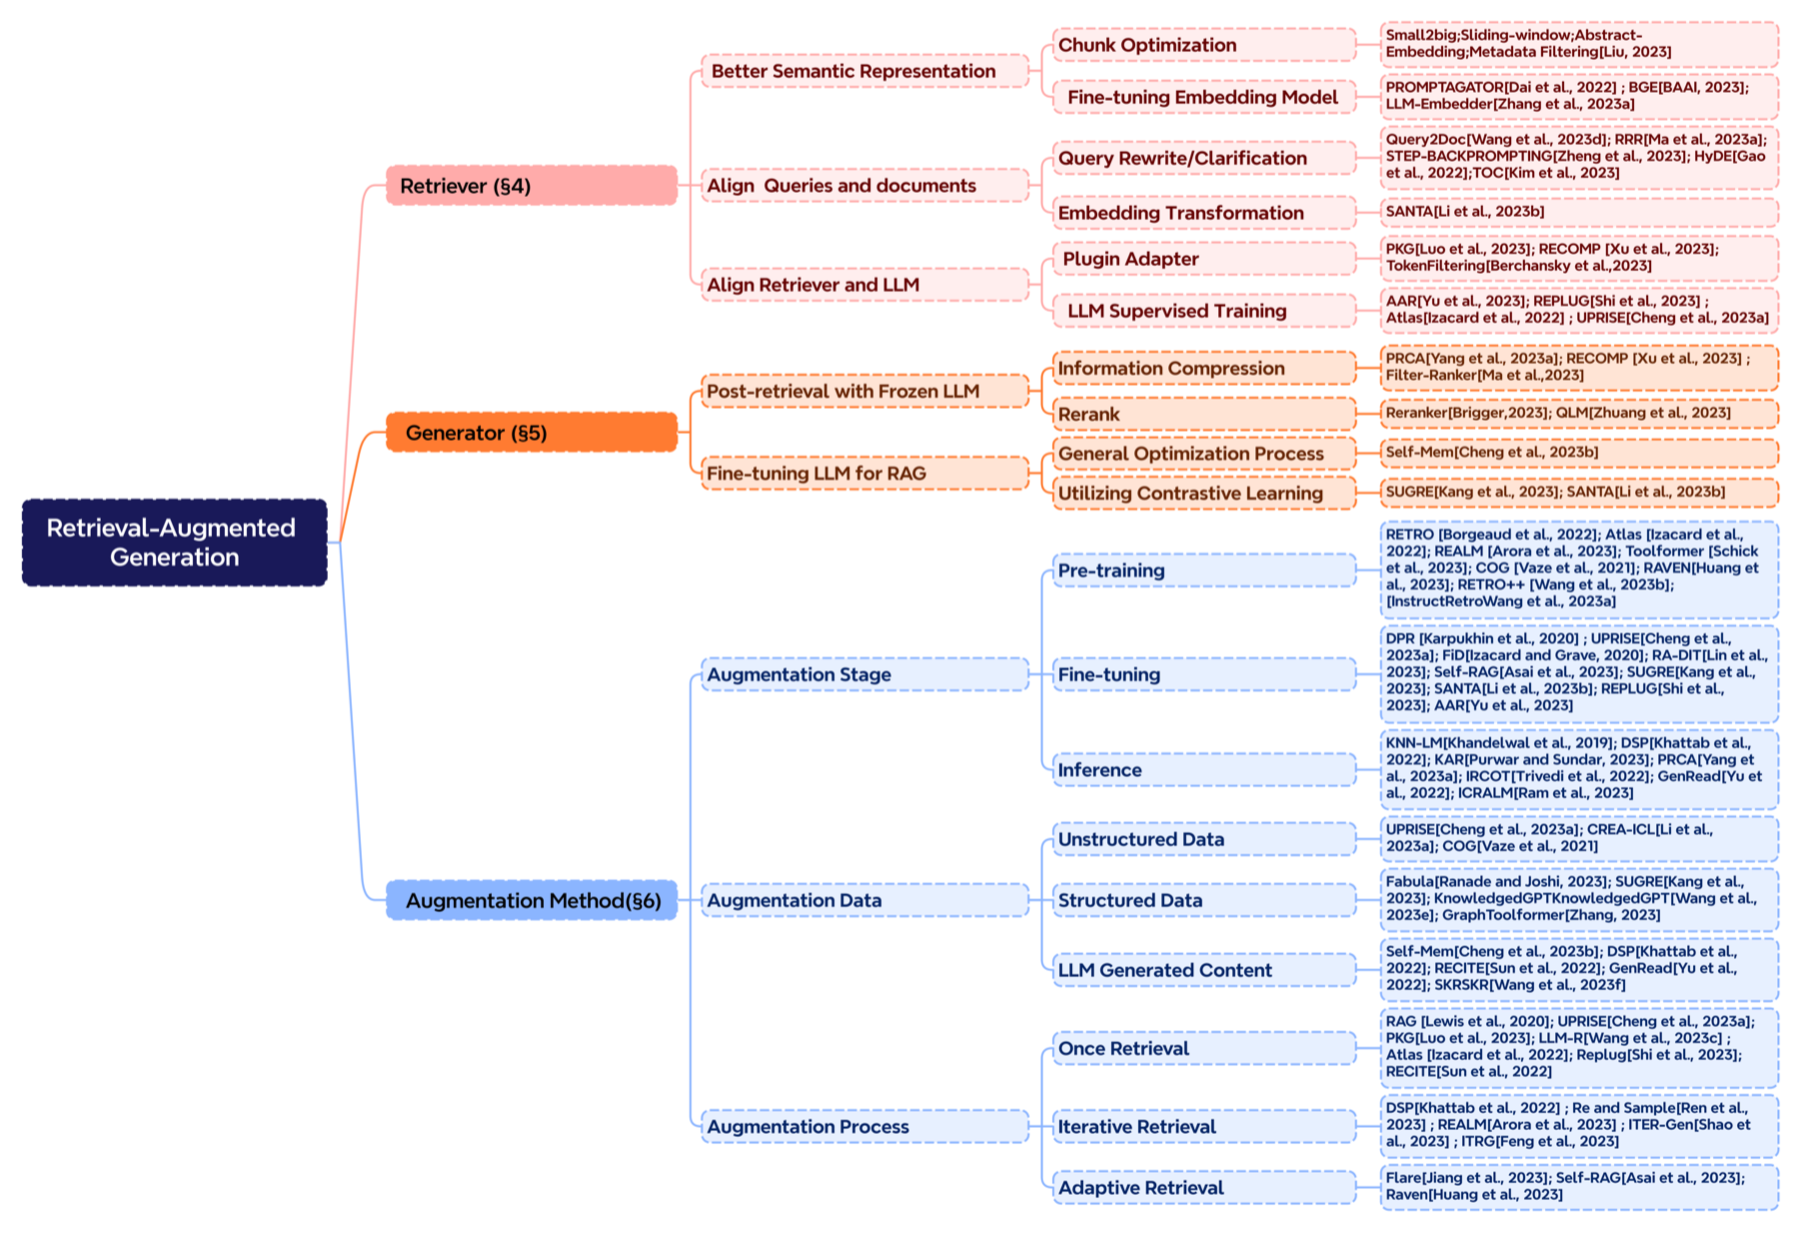 Retrieval-Augmented
Generation
Retriever (§4)
Better Semantic Representation
Chunk Optimization
Small2big;Sliding-window;Abstract-
Embedding;Metadata Filtering[Liu, 2023]
Fine-tuning Embedding Model
PROMPTAGATOR[Dai et al., 2022] ; BGE[BAAI, 2023];
LLM-Embedder[Zhang et al., 2023a]
Align  Queries and documents
Query Rewrite/Clarification
Query2Doc[Wang et al., 2023d]; RRR[Ma et al., 2023a];
STEP-BACKPROMPTING[Zheng et al., 2023]; HyDE[Gao
et al., 2022];TOC[Kim et al., 2023]
Embedding Transformation
SANTA[Li et al., 2023b]
Align Retriever and LLM
Plugin Adapter
PKG[Luo et al., 2023]; RECOMP [Xu et al., 2023];
TokenFiltering[Berchansky et al.,2023]
LLM Supervised Training
AAR[Yu et al., 2023]; REPLUG[Shi et al., 2023] ;
Atlas[Izacard et al., 2022] ; UPRISE[Cheng et al., 2023a]
Generator (§5)
Post-retrieval with Frozen LLM
Information Compression
PRCA[Yang et al., 2023a]; RECOMP [Xu et al., 2023] ;
Filter-Ranker[Ma et al.,2023]
Rerank
Reranker[Brigger,2023]; QLM[Zhuang et al., 2023]
Fine-tuning LLM for RAG
General Optimization Process
Self-Mem[Cheng et al., 2023b]
Utilizing Contrastive Learning
SUGRE[Kang et al., 2023]; SANTA[Li et al., 2023b]
Augmentation Method(§6)
Augmentation Stage
Pre-training
RETRO [Borgeaud et al., 2022]; Atlas [Izacard et al.,
2022]; REALM [Arora et al., 2023]; Toolformer [Schick
et al., 2023]; COG [Vaze et al., 2021]; RAVEN[Huang et
al., 2023]; RETRO++ [Wang et al., 2023b];
[InstructRetroWang et al., 2023a]
Fine-tuning
DPR [Karpukhin et al., 2020] ; UPRISE[Cheng et al.,
2023a]; FiD[Izacard and Grave, 2020]; RA-DIT[Lin et al.,
2023]; Self-RAG[Asai et al., 2023]; SUGRE[Kang et al.,
2023]; SANTA[Li et al., 2023b]; REPLUG[Shi et al.,
2023]; AAR[Yu et al., 2023]
Inference
KNN-LM[Khandelwal et al., 2019]; DSP[Khattab et al.,
2022]; KAR[Purwar and Sundar, 2023]; PRCA[Yang et
al., 2023a]; IRCOT[Trivedi et al., 2022]; GenRead[Yu et
al., 2022]; ICRALM[Ram et al., 2023]
Augmentation Data
Unstructured Data
UPRISE[Cheng et al., 2023a]; CREA-ICL[Li et al.,
2023a]; COG[Vaze et al., 2021]
Structured Data
Fabula[Ranade and Joshi, 2023]; SUGRE[Kang et al.,
2023]; KnowledgedGPTKnowledgedGPT[Wang et al.,
2023e]; GraphToolformer[Zhang, 2023]
LLM Generated Content
Self-Mem[Cheng et al., 2023b]; DSP[Khattab et al.,
2022]; RECITE[Sun et al., 2022]; GenRead[Yu et al.,
2022]; SKRSKR[Wang et al., 2023f]
Augmentation Process
Once Retrieval
RAG [Lewis et al., 2020]; UPRISE[Cheng et al., 2023a];
PKG[Luo et al., 2023]; LLM-R[Wang et al., 2023c] ;
Atlas [Izacard et al., 2022]; Replug[Shi et al., 2023];
RECITE[Sun et al., 2022]
Iterative Retrieval
DSP[Khattab et al., 2022] ; Re and Sample[Ren et al.,
2023] ; REALM[Arora et al., 2023] ; ITER-Gen[Shao et
al., 2023] ; ITRG[Feng et al., 2023]
Adaptive Retrieval
Flare[Jiang et al., 2023]; Self-RAG[Asai et al., 2023];
Raven[Huang et al., 2023]